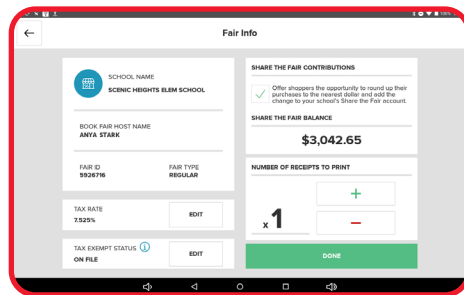 100%
Fair Info
SCHOOL NAME
SCENIC HEIGHTS ELEM SCHOOL
BOOK FAIR HOST NAME
ANYA STARK
FAIR ID
5926716
FAIR TYPE
REGULAR
TAX RATE
7.525%
EDIT
TAX EXEMPT STATUS
ON FILE
EDIT
SHARE THE FAIR CONTRIBUTIONS
Offer shoppers the opportunity to round up their
purchases to the nearest dollar and add the
change to your school's Share the Fair account.
SHARE THE FAIR BALANCE
$3,042.65
NUMBER OF RECEIPTS TO PRINT
x 1
+
−
DONE